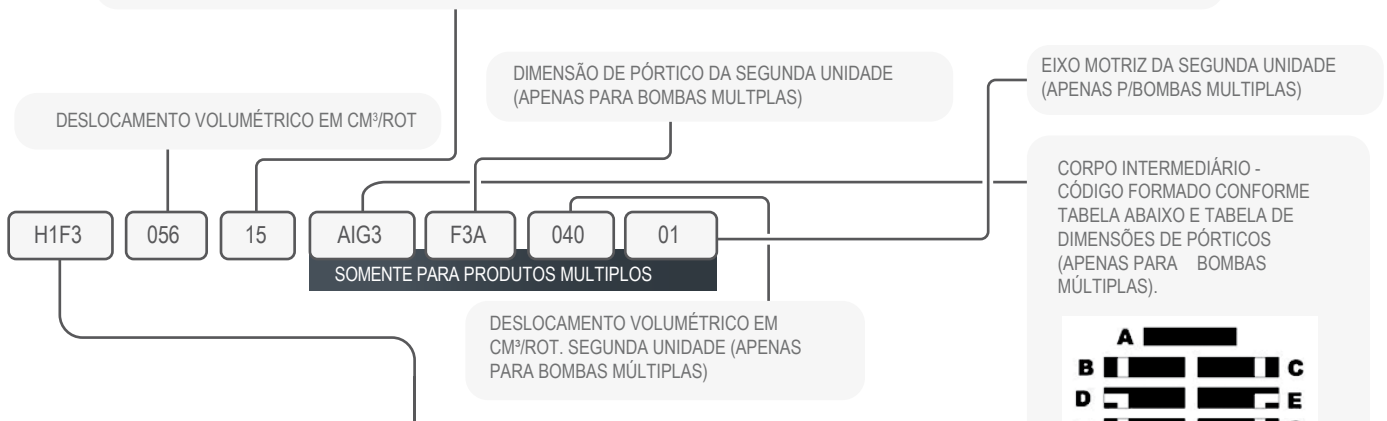 DIMENSÃO DE PÓRTICO DA SEGUNDA UNIDADE
(APENAS PARA BOMBAS MULTPLAS)
EIXO MOTRIZ DA SEGUNDA UNIDADE
(APENAS P/BOMBAS MULTIPLAS)
DESLOCAMENTO VOLUMÉTRICO EM CM³/ROT
CORPO INTERMEDIÁRIO -
CÓDIGO FORMADO CONFORME
TABELA ABAIXO E TABELA DE
DIMENSÕES DE PÓRTICOS
(APENAS PARA BOMBAS
MÚLTIPLAS).
H1F3 056 15 AIG3 F3A 040 01
SOMENTE PARA PRODUTOS MULTIPLOS
DESLOCAMENTO VOLUMÉTRICO EM
CM³/ROT. SEGUNDA UNIDADE (APENAS
PARA BOMBAS MÚLTIPLAS)
A
B C
D E